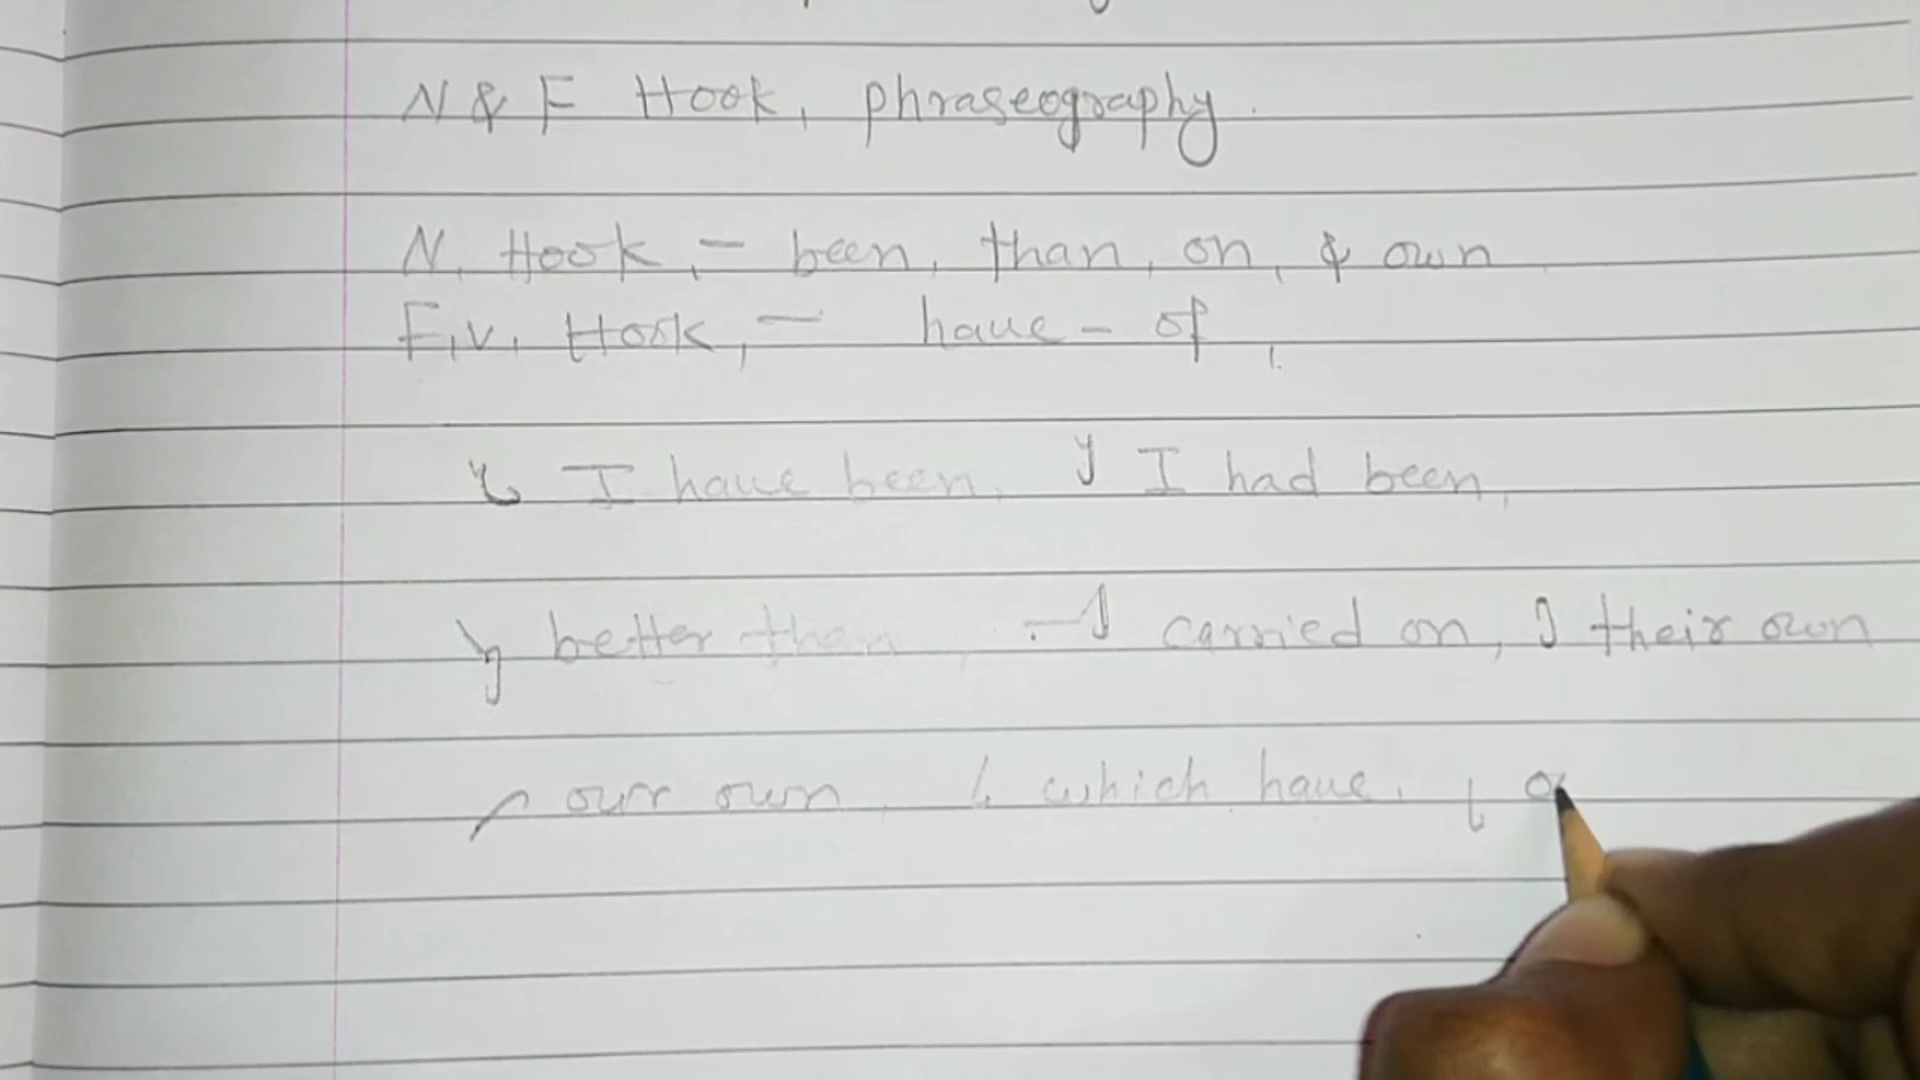 N & F Hook, phraseography.
N. Hook, - been, than, on, & own
F.V. Hook, - have - of,
I have been, I had been,
better than, carried on, their own
our own, which have,